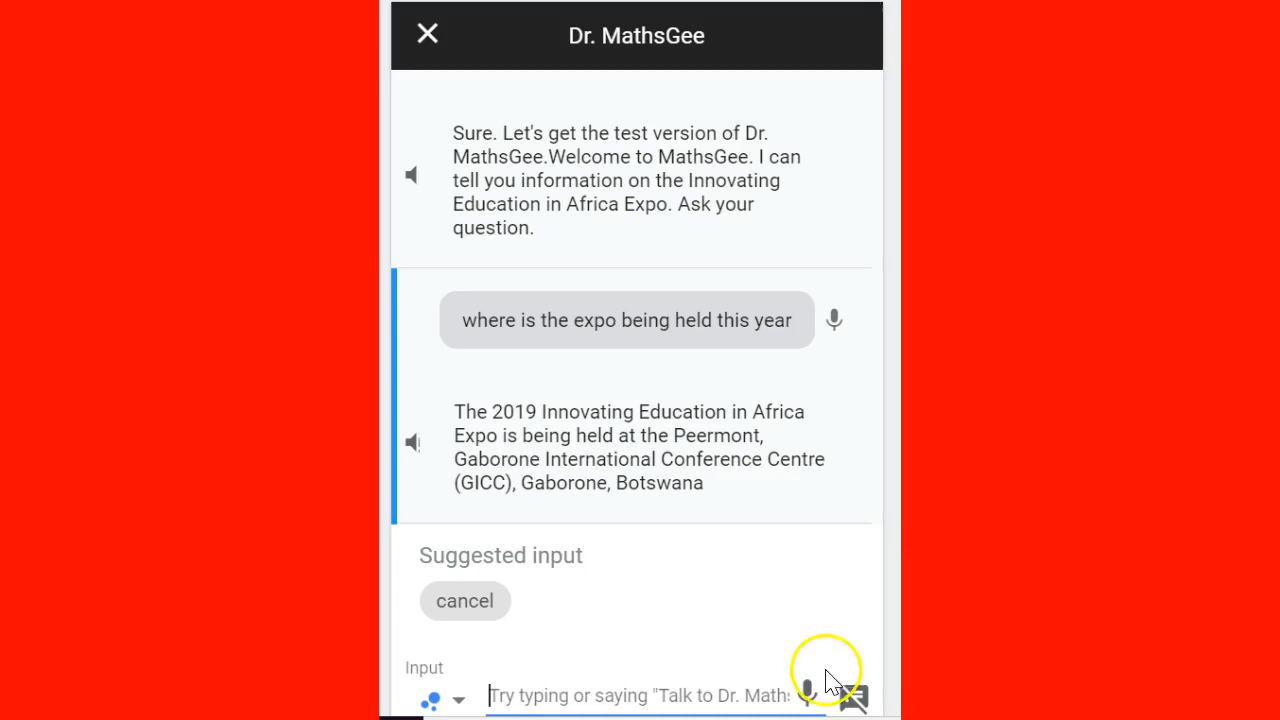 Dr. MathsGee
Sure. Let's get the test version of Dr.
MathsGee.Welcome to MathsGee. I can
tell you information on the Innovating
Education in Africa Expo. Ask your
question.
where is the expo being held this year
The 2019 Innovating Education in Africa
Expo is being held at the Peermont,
Gaborone International Conference Centre
(GICC), Gaborone, Botswana
Suggested input
cancel
Input
Try typing or saying "Talk to Dr. Maths